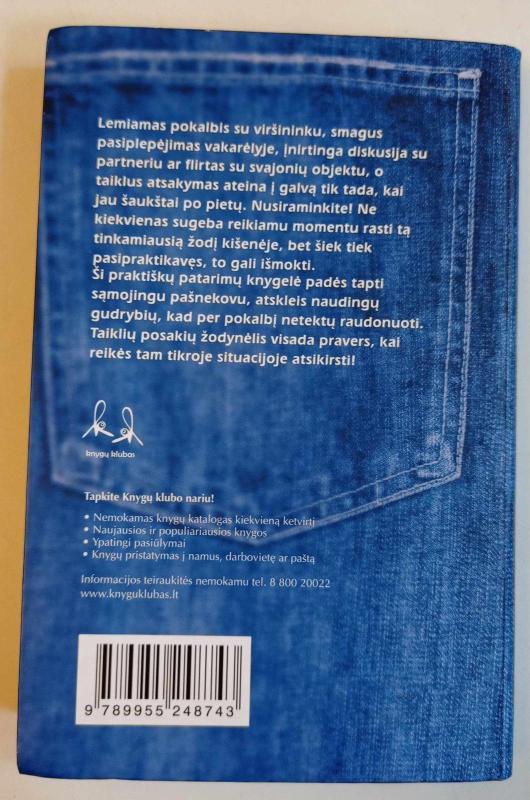 Lemiamas pokalbis su viršininku, smagus
pasiplepėjimas vakarėlyje, įnirtinga diskusija su
partneriu ar flirtas su svajonių objektu, o
taiklus atsakymas ateina į galvą tik tada, kai
jau šaukštai po pietų. Nusiraminkite! Ne
kiekvienas sugeba reikiamu momentu rasti tą
tinkamiausią žodį kišenėje, bet šiek tiek
pasipraktikavęs, to gali išmokti.
Ši praktiškų patarimų knygelė padės tapti
sąmojingu pašnekovu, atskleis naudingų
gudrybių, kad per pokalbį netektų raudonuoti.
Taiklių posakių žodynėlis visada pravers, kai
reikės tam tikroje situacijoje atsikirsti!
knygų klubas
Tapkite Knygų klubo nariu!
• Nemokamas knygų katalogas kiekvieną ketvirtį
• Naujausios ir populiariausios knygos
• Ypatingi pasiūlymai
• Knygų pristatymas į namus, darbovietę ar paštą
Informacijos teiraukitės nemokamu tel. 8 800 20022
www.knyguklubas.lt
9 789955 248743